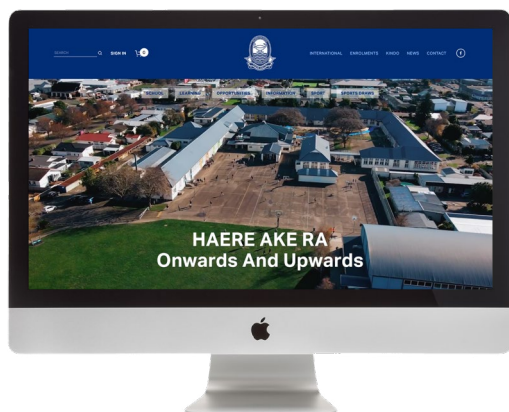 SEARCH
SIGN IN
0
INTERNATIONAL ENROLMENTS KINDO NEWS CONTACT f
SCHOOL LEARNING OPPORTUNITIES INFORMATION SPORT SPORTS DRAWS
HAERE AKE RA
Onwards And Upwards